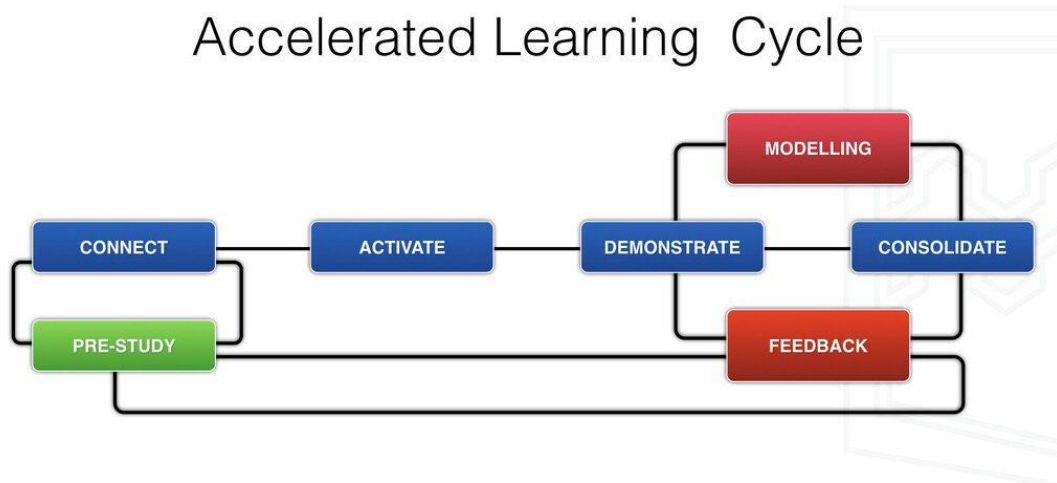 Accelerated Learning Cycle
MODELLING
CONNECT
ACTIVATE
DEMONSTRATE
CONSOLIDATE
PRE-STUDY
FEEDBACK